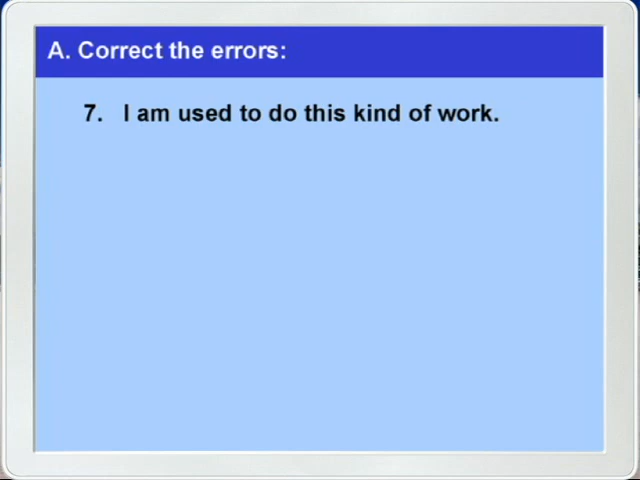 A. Correct the errors:
7. I am used to do this kind of work.